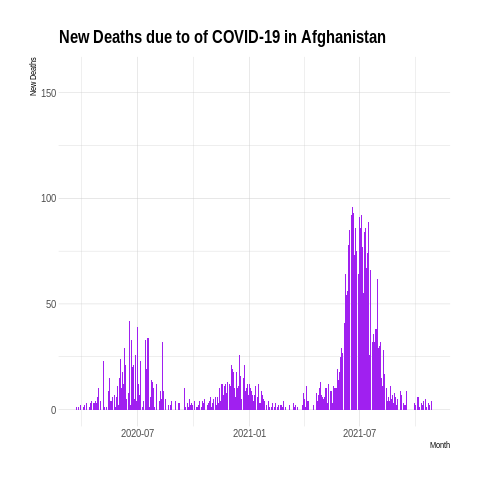 New Deaths due to of COVID-19 in Afghanistan
New Deaths
150
100
50
0
2020-07 2021-01 2021-07
Month